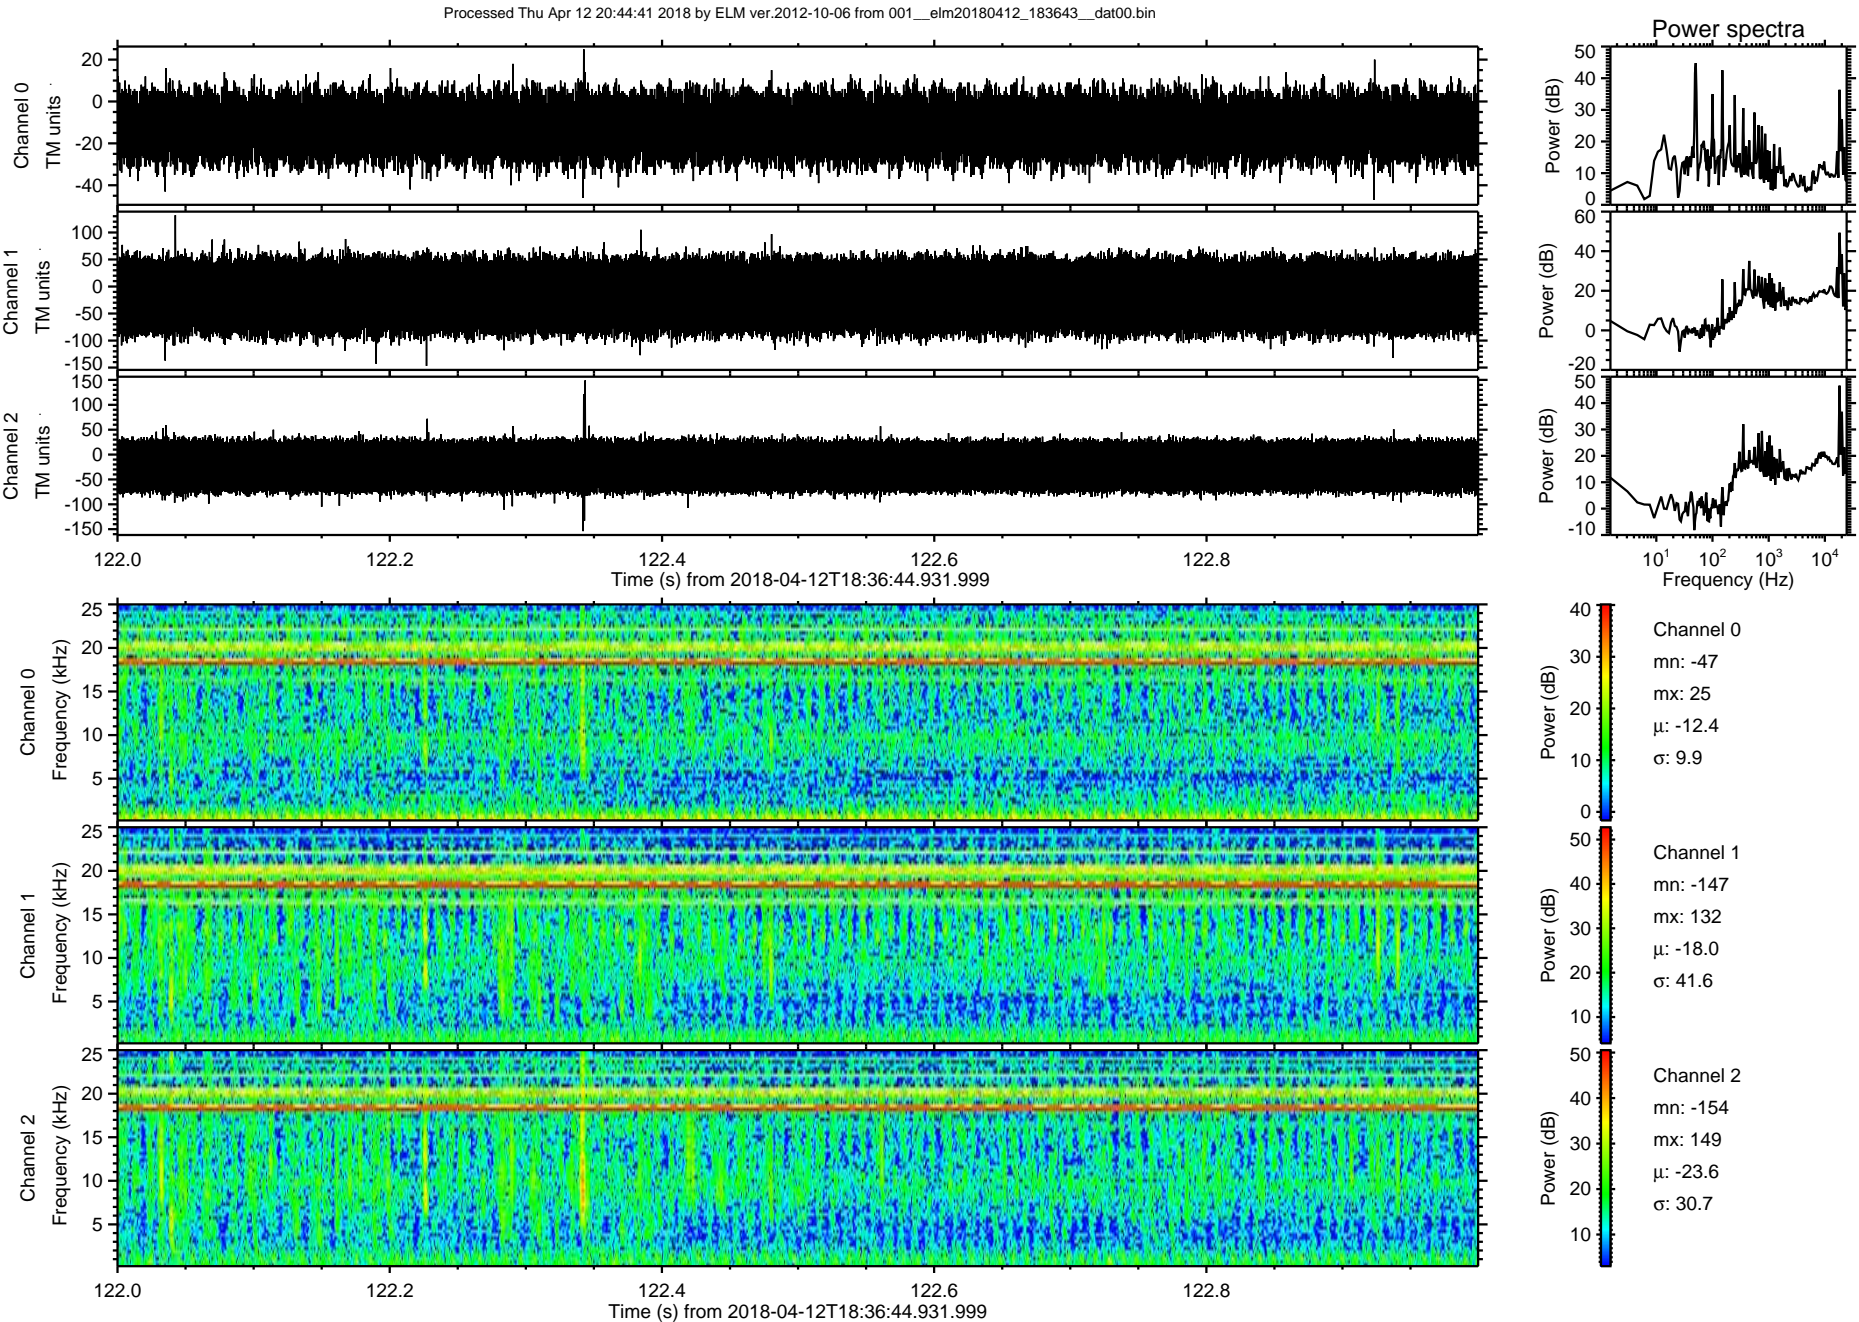 Processed Thu Apr 12 20:44:41 2018 by ELM ver.2012-10-06 from 001__elm20180412_183643__dat00.bin
Power spectra
Channel 0
TM units
20
0
-20
-40
Power (dB)
50
40
30
20
10
0
Channel 1
TM units
100
50
0
-50
-100
-150
Power (dB)
60
40
20
0
-20
Channel 2
TM units
150
100
50
0
-50
-100
-150
Power (dB)
50
40
30
20
10
0
-10
122.0 122.2 122.4 122.6 122.8
Time (s) from 2018-04-12T18:36:44.931.999
10^1 10^2 10^3 10^4
Frequency (Hz)
Channel 0
Frequency (kHz)
25
20
15
10
5
Power (dB)
40
30
20
10
0
Channel 0
mn: -47
mx: 25
μ: -12.4
σ: 9.9
Channel 1
Frequency (kHz)
25
20
15
10
5
Power (dB)
50
40
30
20
10
Channel 1
mn: -147
mx: 132
μ: -18.0
σ: 41.6
Channel 2
Frequency (kHz)
25
20
15
10
5
Power (dB)
50
40
30
20
10
Channel 2
mn: -154
mx: 149
μ: -23.6
σ: 30.7
122.0 122.2 122.4 122.6 122.8
Time (s) from 2018-04-12T18:36:44.931.999